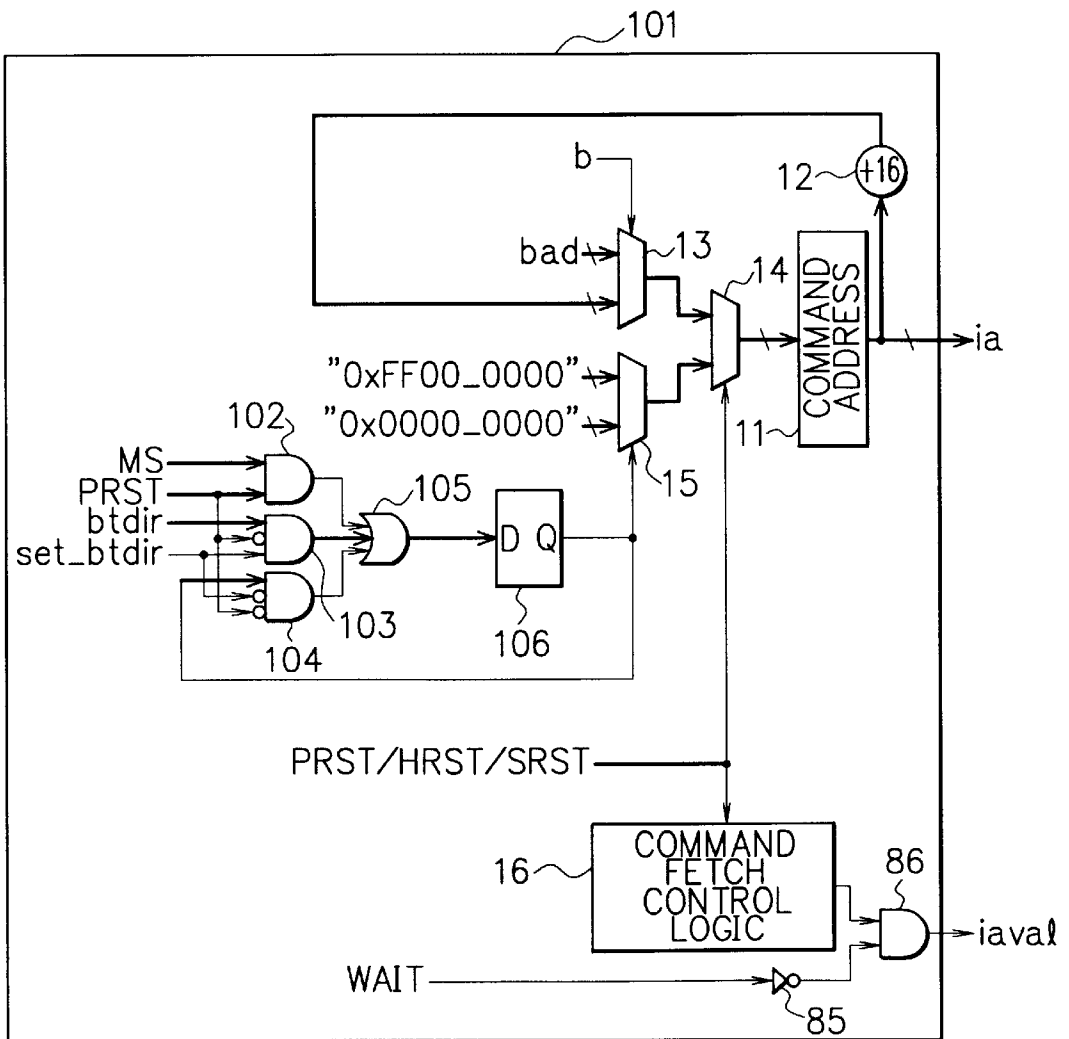 101
b
12
+16
bad
13
14
COMMAND
ADDRESS
ia
"0xFF00_0000"
"0x0000_0000"
11
102
MS
PRST
105
15
btdir
set_btdir
D Q
103
104
106
PRST/HRST/SRST
16
COMMAND
FETCH
CONTROL
LOGIC
86
iaval
WAIT
85